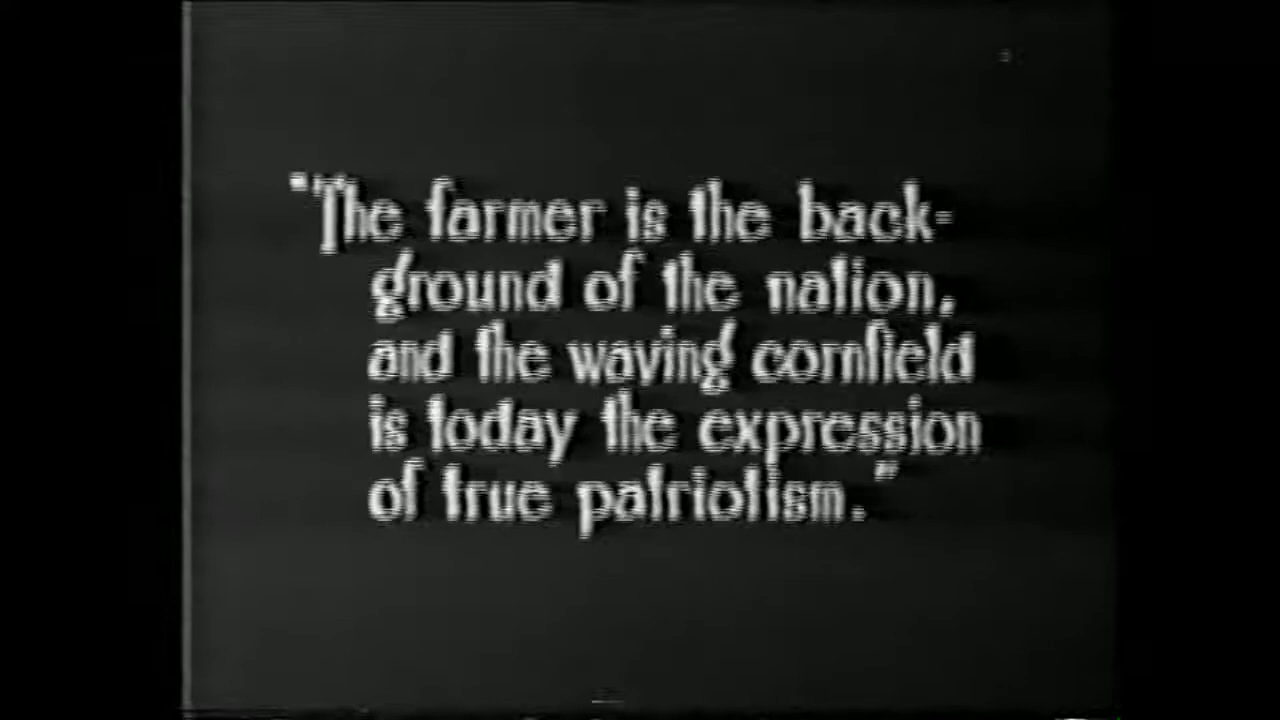 "The farmer is the back-
ground of the nation,
and the waving cornfield
is today the expression
of true patriotism."